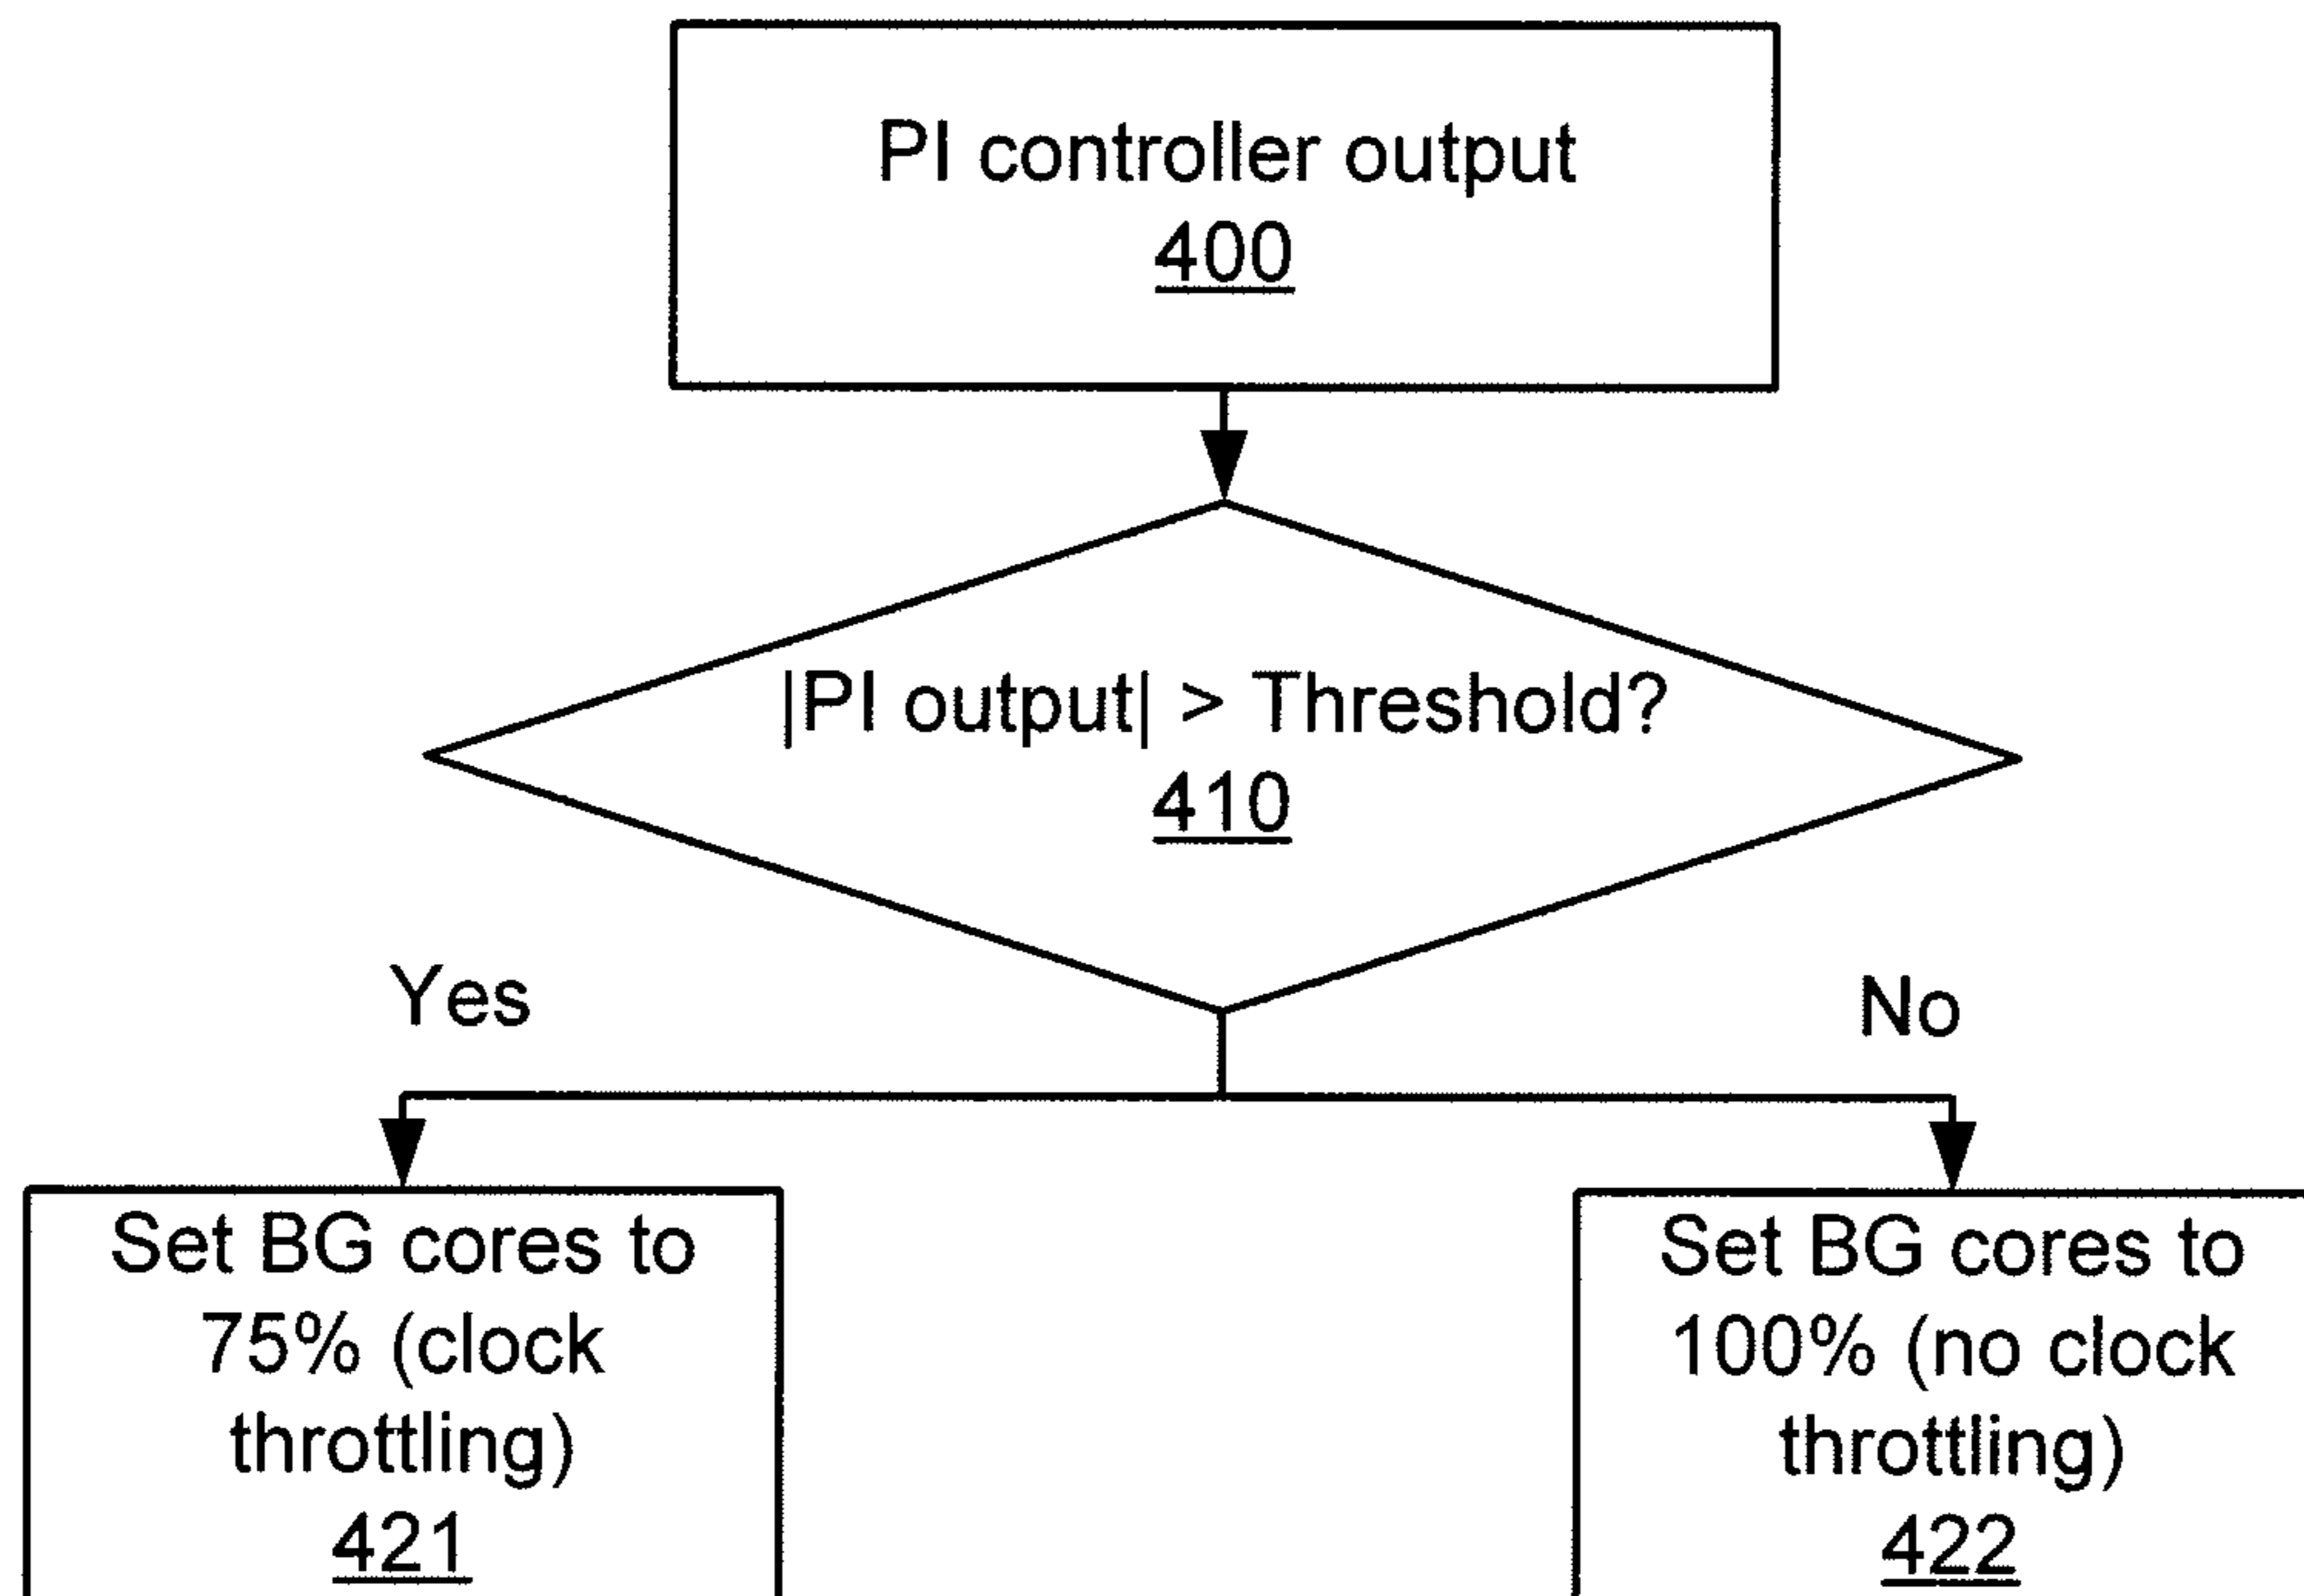 PI controller output
400
|PI output| > Threshold?
410
Yes
No
Set BG cores to
75% (clock
throttling)
421
Set BG cores to
100% (no clock
throttling)
422